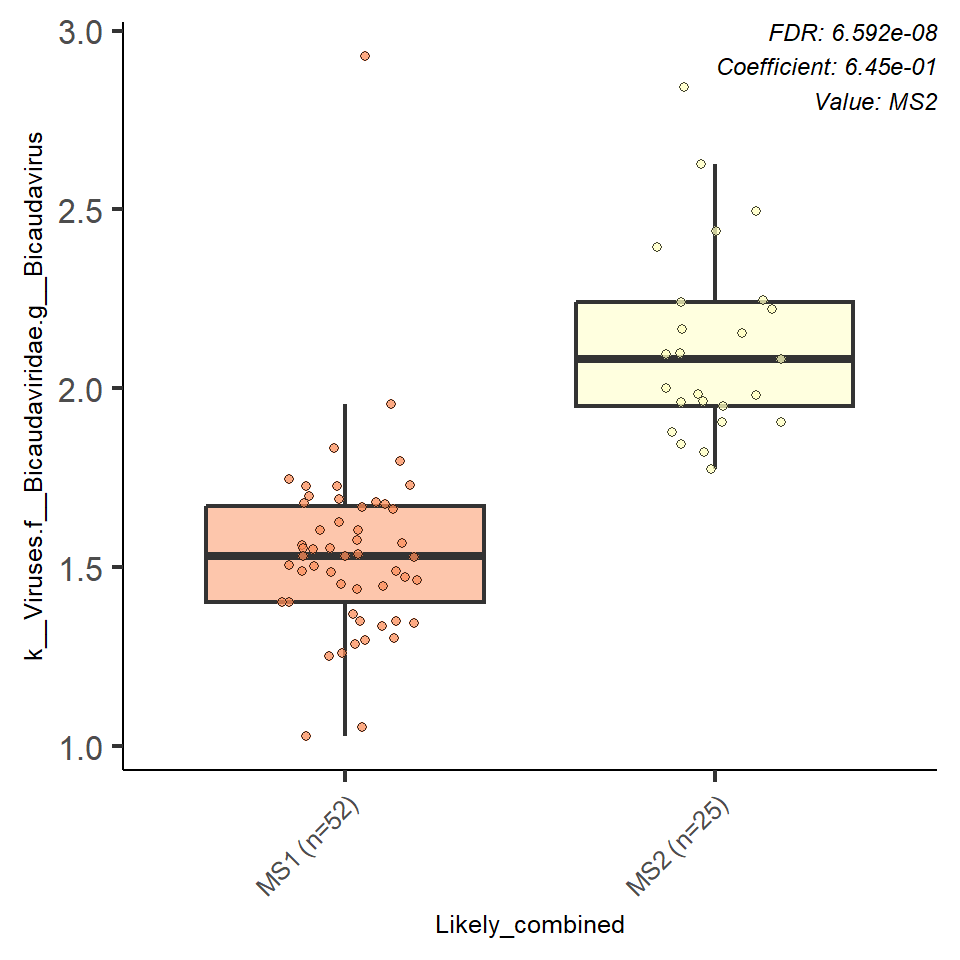 FDR: 6.592e-08
Coefficient: 6.45e-01
Value: MS2
k__Viruses.f__Bicaudaviridae.g__Bicaudavirus
3.0
2.5
2.0
1.5
1.0
MS1 (n=52)
MS2 (n=25)
Likely_combined